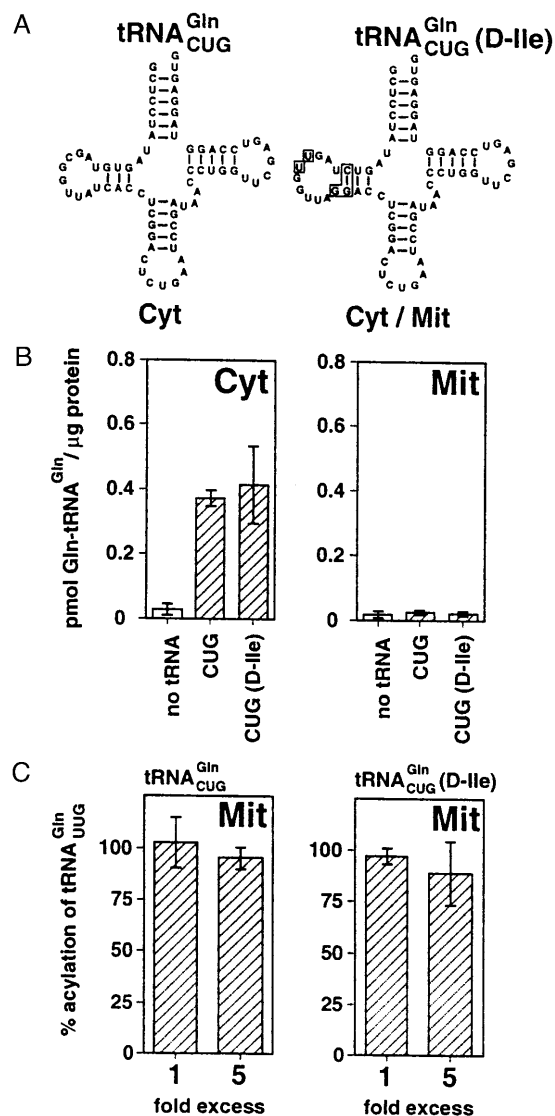 A
tRNA Gln CUG
tRNA Gln CUG (D-Ile)
Cyt
Cyt / Mit
B
pmol Gln-tRNA Gln / µg protein
0.8
0.6
0.4
0.2
0
Cyt
no tRNA
CUG
CUG (D-Ile)
0.8
0.6
0.4
0.2
0
Mit
no tRNA
CUG
CUG (D-Ile)
C
tRNA Gln CUG
% acylation of tRNA Gln UUG
100
75
50
25
0
Mit
1 5
fold excess
tRNA Gln CUG (D-Ile)
100
75
50
25
0
Mit
1 5
fold excess